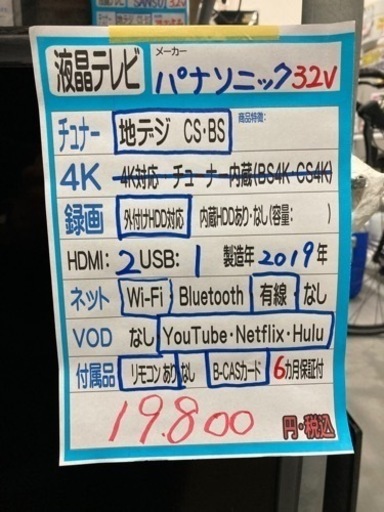 液晶テレビ メーカー パナソニック32V
チュナー 地デジ CS・BS 商品特徴:
4K 4K対応 チューナー 内蔵(BS4K・CS4K)
録画 外付けHDD対応 内蔵HDDあり・なし(容量: )
HDMI: 2 USB: 1 製造年 2019年
ネット Wi-Fi Bluetooth 有線・なし
VOD なし YouTube・Netflix・Hulu
付属品 リモコン あり なし B-CASカード 6カ月保証付
19.800 円・税込